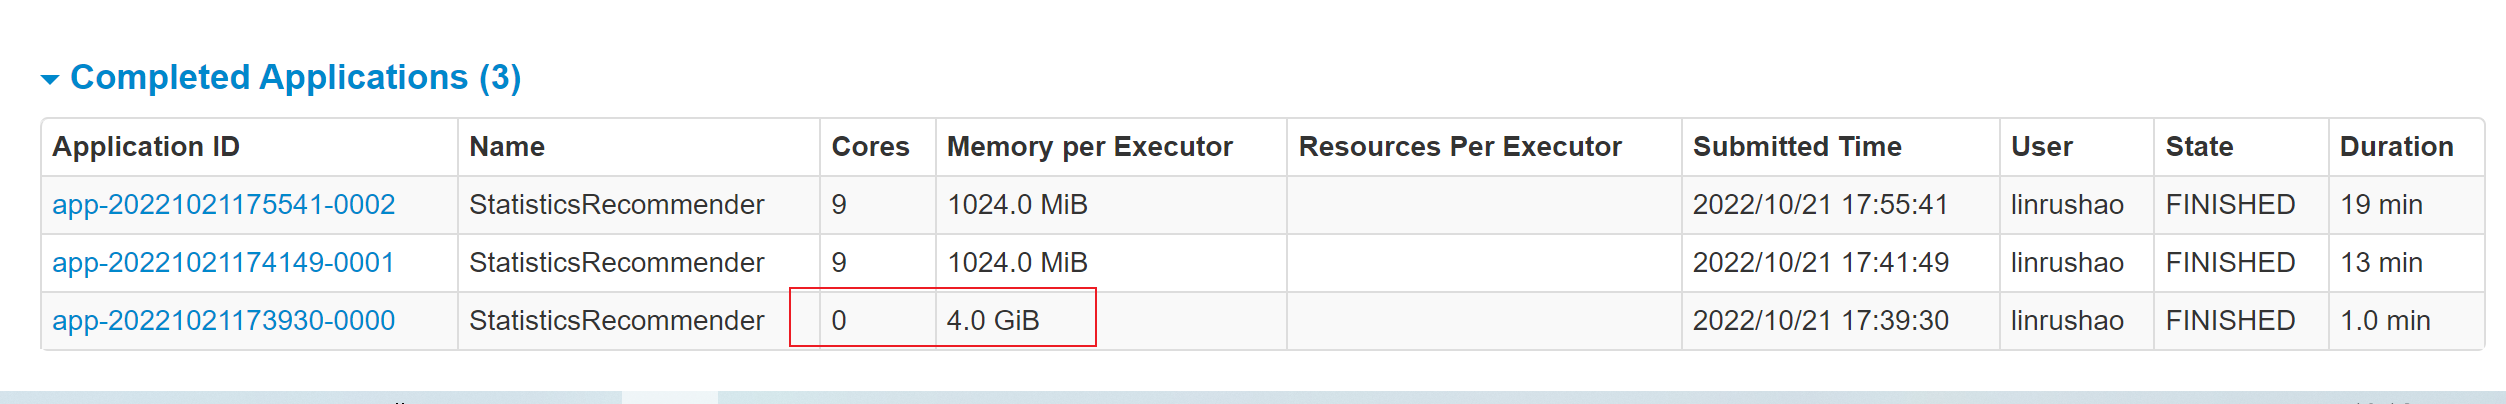 Completed Applications (3)
Application ID Name Cores Memory per Executor Resources Per Executor Submitted Time User State Duration
app-20221021175541-0002 StatisticsRecommender 9 1024.0 MiB 2022/10/21 17:55:41 linrushao FINISHED 19 min
app-20221021174149-0001 StatisticsRecommender 9 1024.0 MiB 2022/10/21 17:41:49 linrushao FINISHED 13 min
app-20221021173930-0000 StatisticsRecommender 0 4.0 GiB 2022/10/21 17:39:30 linrushao FINISHED 1.0 min